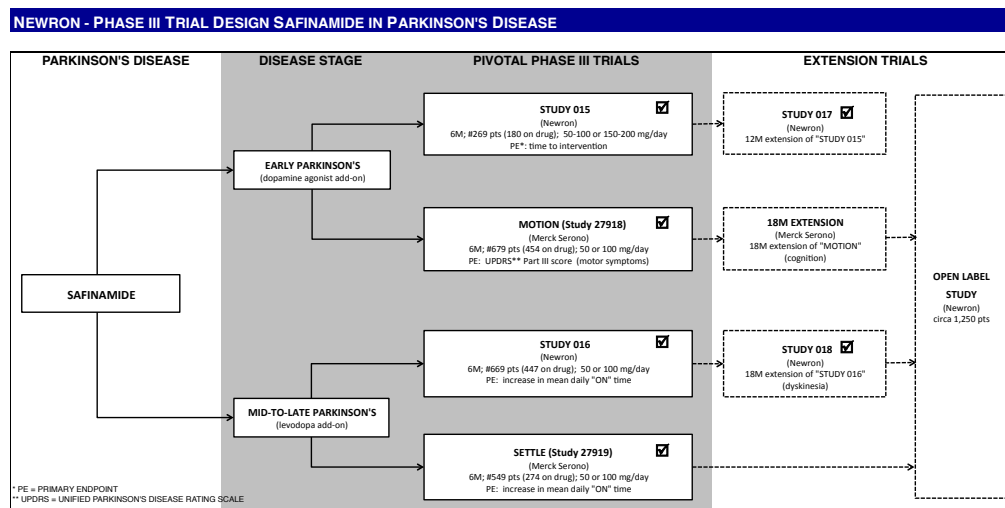 NEWRON - PHASE III TRIAL DESIGN SAFINAMIDE IN PARKINSON'S DISEASE
PARKINSON'S DISEASE
DISEASE STAGE
PIVOTAL PHASE III TRIALS
EXTENSION TRIALS
SAFINAMIDE
EARLY PARKINSON'S
(dopamine agonist add-on)
MID-TO-LATE PARKINSON'S
(levodopa add-on)
STUDY 015
(Newron)
6M; #269 pts (180 on drug); 50-100 or 150-200 mg/day
PE*: time to intervention
MOTION (Study 27918)
(Merck Serono)
6M; #679 pts (454 on drug); 50 or 100 mg/day
PE: UPDRS** Part III score (motor symptoms)
STUDY 016
(Newron)
6M; #669 pts (447 on drug); 50 or 100 mg/day
PE: increase in mean daily "ON" time
SETTLE (Study 27919)
(Merck Serono)
6M; #549 pts (274 on drug); 50 or 100 mg/day
PE: increase in mean daily "ON" time
STUDY 017
(Newron)
12M extension of "STUDY 015"
18M EXTENSION
(Merck Serono)
18M extension of "MOTION"
(cognition)
STUDY 018
(Newron)
18M extension of "STUDY 016"
(dyskinesia)
OPEN LABEL
STUDY
(Newron)
circa 1,250 pts
* PE = PRIMARY ENDPOINT
** UPDRS = UNIFIED PARKINSON'S DISEASE RATING SCALE